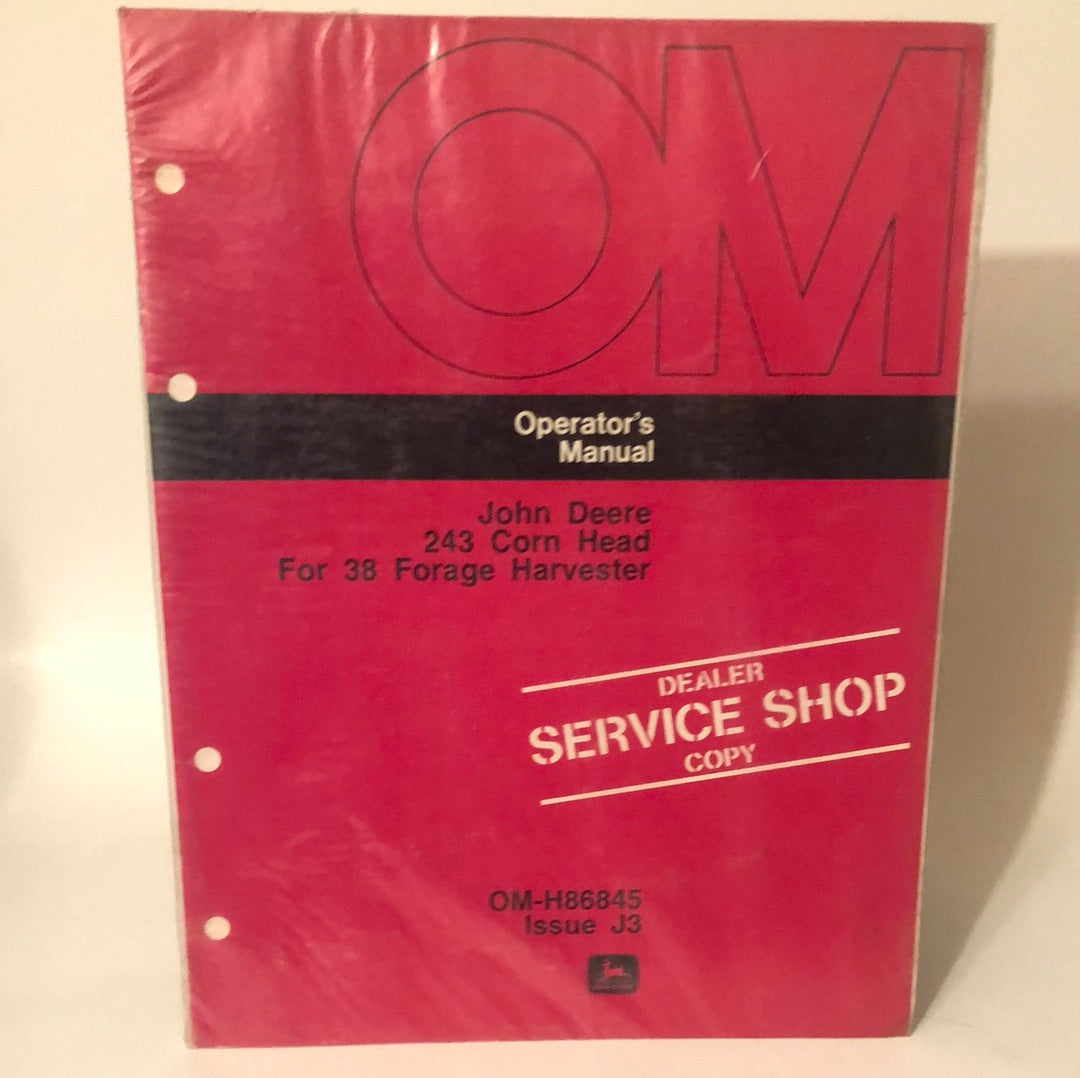 OM
Operator's
Manual
John Deere
243 Corn Head
For 38 Forage Harvester
DEALER
SERVICE SHOP
COPY
OM-H86845
Issue J3